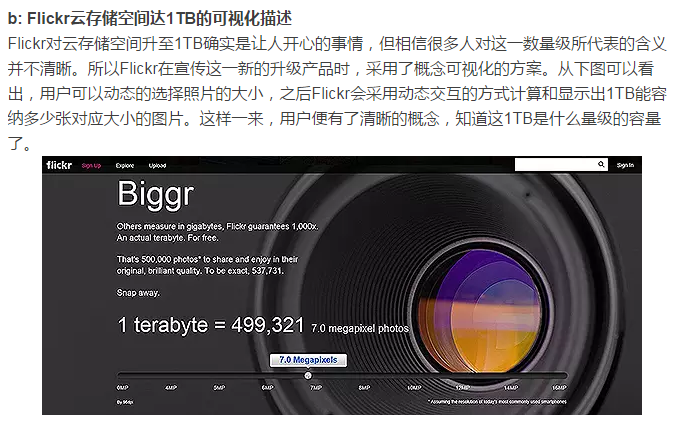 b: Flickr云存储空间达1TB的可视化描述
Flickr对云存储空间升至1TB确实是让人开心的事情，但相信很多人对这一数量级所代表的含义
并不清晰。所以Flickr在宣传这一新的升级产品时，采用了概念可视化的方案。从下图可以看
出，用户可以动态的选择照片的大小，之后Flickr会采用动态交互的方式计算和显示出1TB能容
纳多少张对应大小的图片。这样一来，用户便有了清晰的概念，知道这1TB是什么量级的容量
了。
flickr Sign Up Explore Upload Sign In
Biggr
Others measure in gigabytes, Flickr guarantees 1,000x.
An actual terabyte. For free.
That's 500,000 photos* to share and enjoy in their
original, brilliant quality. To be exact, 537,731.
Snap away.
1 terabyte = 499,321 7.0 megapixel photos
7.0 Megapixels
0MP 4MP 5MP 6MP 7MP 8MP 10MP 12MP 14MP 16MP
* Assuming the resolution of today's most commonly used smartphones